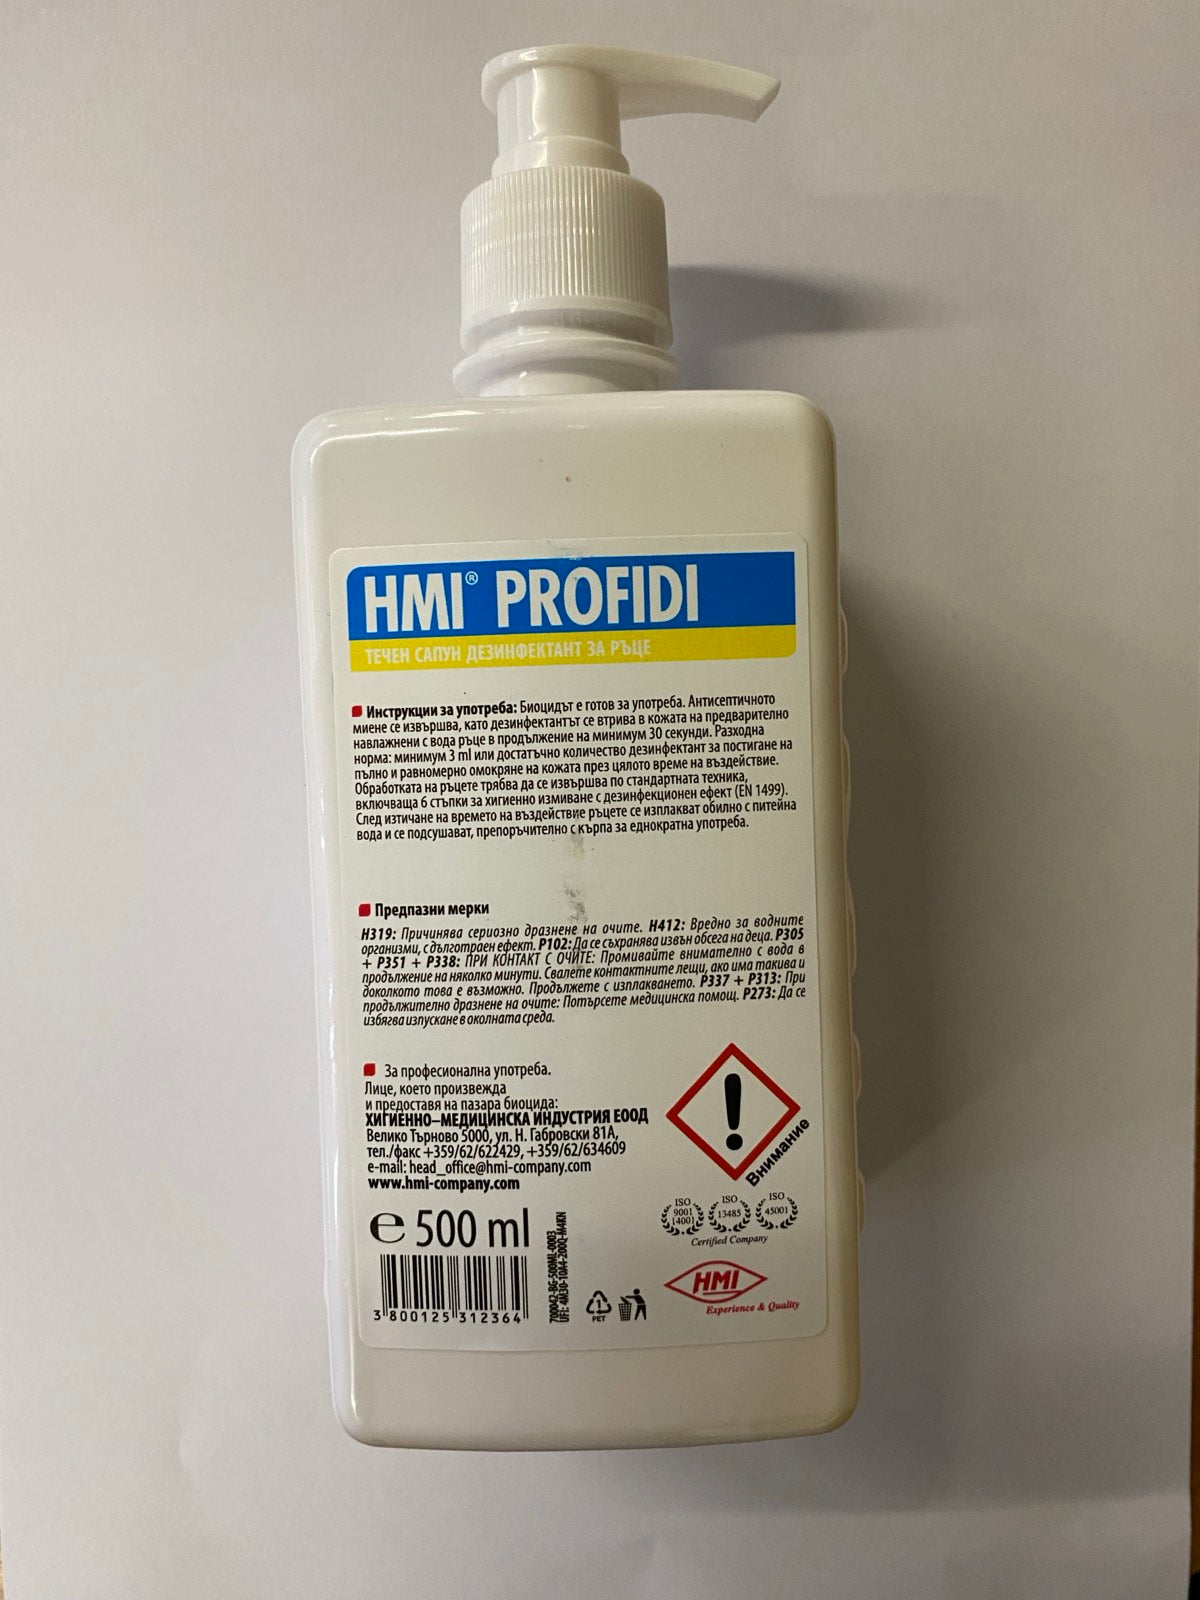 HMI® PROFIDI
ТЕЧЕН САПУН ДЕЗИНФЕКТАНТ ЗА РЪЦЕ
Инструкции за употреба: Биоцидът е готов за употреба. Антисептичното
миене се извършва, като дезинфектантът се втрива в кожата на предварително
навлажнени с вода ръце в продължение на минимум 30 секунди. Разходна
норма: минимум 3 ml или достатъчно количество дезинфектант за постигане на
пълно и равномерно омокряне на кожата през цялото време на въздействие.
Обработката на ръцете трябва да се извършва по стандартната техника,
включваща 6 стъпки за хигиенно измиване с дезинфекционен ефект (EN 1499).
След изтичане на времето на въздействие ръцете се изплакват обилно с питейна
вода и се подсушават, препоръчително с кърпа за еднократна употреба.
Предпазни мерки
H319: Причинява сериозно дразнене на очите. H412: Вредно за водните
организми, с дълготраен ефект. P102: Да се съхранява извън обсега на деца. P305
+ P351 + P338: ПРИ КОНТАКТ С ОЧИТЕ: Промивайте внимателно с вода в
продължение на няколко минути. Свалете контактните лещи, ако има такива и
доколкото това е възможно. Продължете с изплакването. P337 + P313: При
продължително дразнене на очите: Потърсете медицинска помощ. P273: Да се
избягва изпускане в околната среда.
За професионална употреба.
Лице, което произвежда
и предоставя на пазара биоцида:
ХИГИЕННО–МЕДИЦИНСКА ИНДУСТРИЯ ЕООД
Велико Търново 5000, ул. Н. Габровски 81А,
тел./факс +359/62/622429, +359/62/634609
e-mail: head_office@hmi-company.com
www.hmi-company.com
Внимание
ISO 9001 14001
ISO 13485
ISO 45001
Certified Company
℮ 500 ml
3 800125 312364
700042-BG-500ML-0003
UFI: 4M30-10A4-200Q-M4KN
1
PET
HMI
Experience & Quality